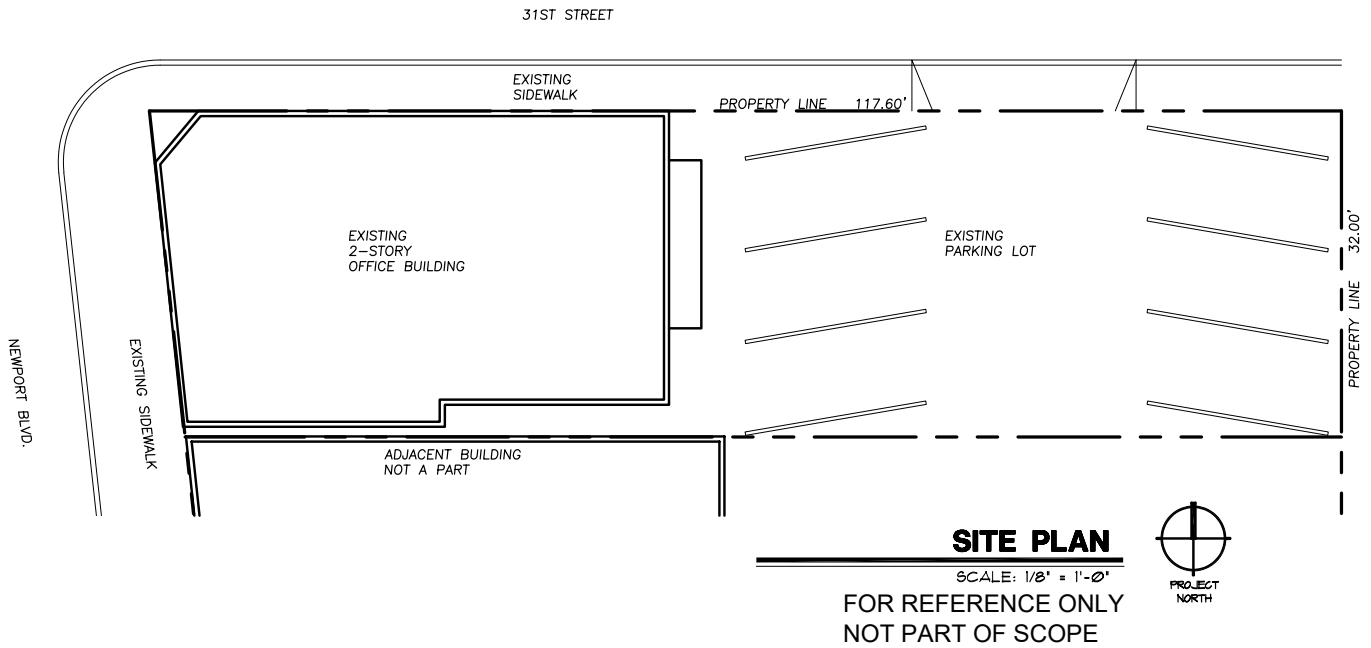 31ST STREET
EXISTING
SIDEWALK
PROPERTY LINE 117.60'
EXISTING
2-STORY
OFFICE BUILDING
EXISTING
PARKING LOT
PROPERTY LINE 32.00'
NEWPORT BLVD.
EXISTING SIDEWALK
ADJACENT BUILDING
NOT A PART
SITE PLAN
SCALE: 1/8" = 1'-0"
PROJECT
NORTH
FOR REFERENCE ONLY
NOT PART OF SCOPE